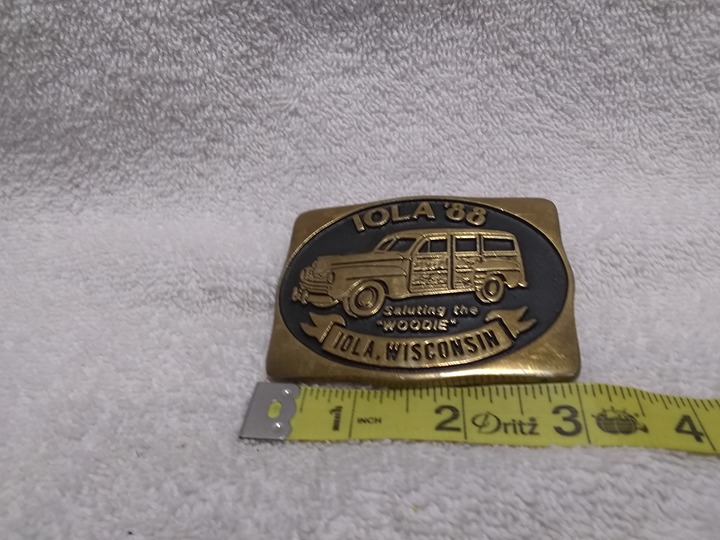 IOLA '88
Saluting the
"WOODIE"
IOLA, WISCONSIN
1 INCH 2 Dritz 3 4